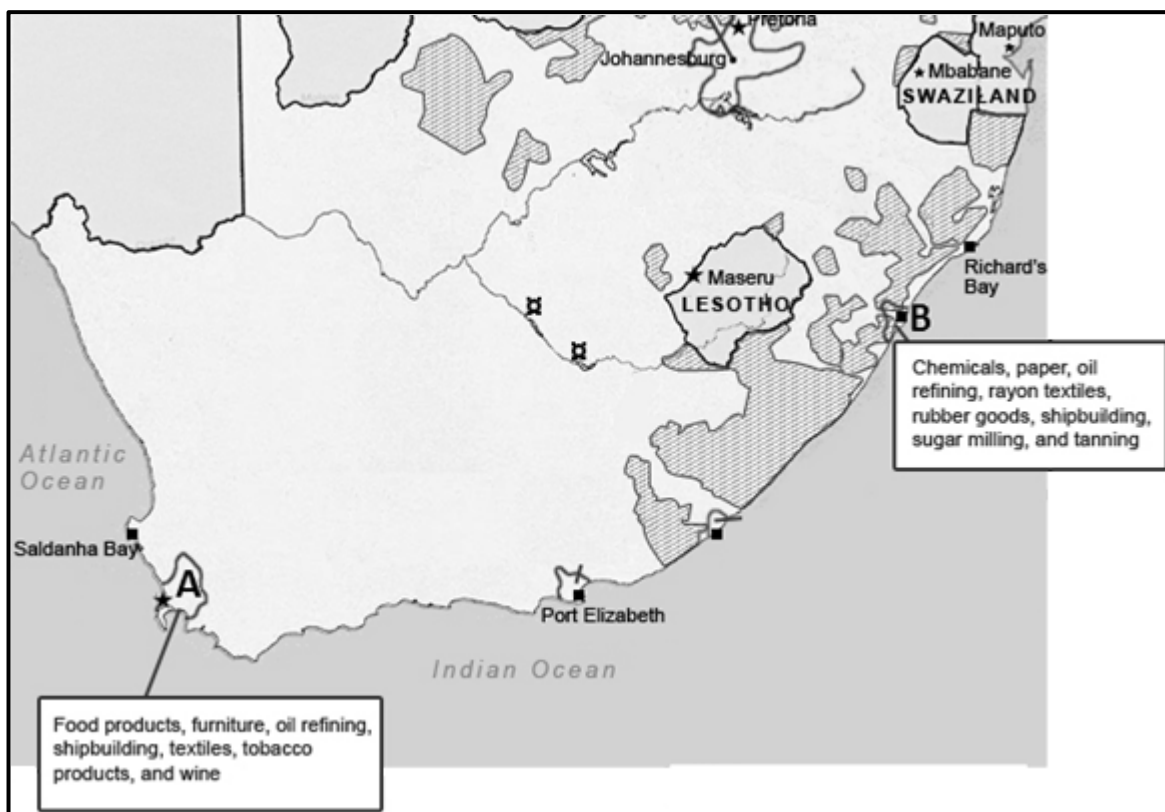 Pretoria
Maputo
Johannesburg
Mbabane
SWAZILAND
Richard's
Bay
Maseru
LESOTHO
B
Chemicals, paper, oil
refining, rayon textiles,
rubber goods, shipbuilding,
sugar milling, and tanning
Atlantic
Ocean
Saldanha Bay
A
Port Elizabeth
Indian Ocean
Food products, furniture, oil refining,
shipbuilding, textiles, tobacco
products, and wine